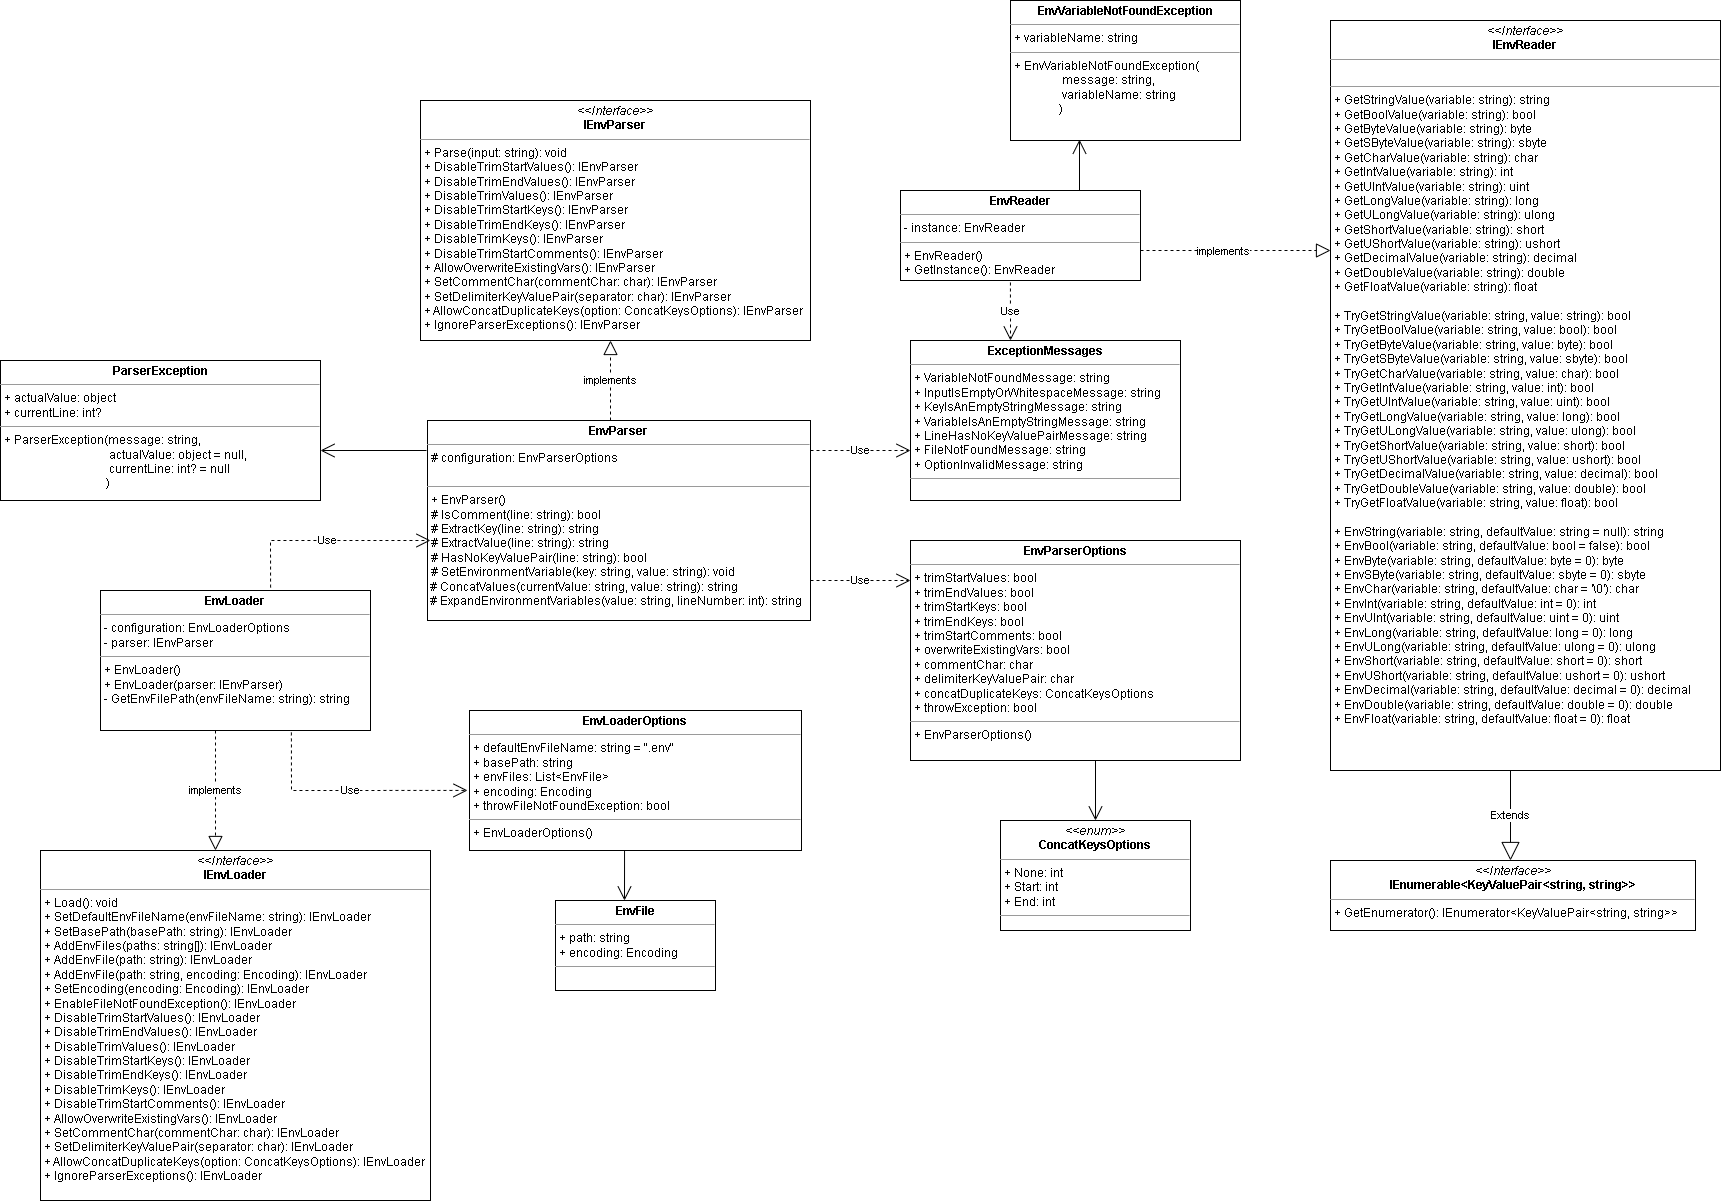 EnvVariableNotFoundException
+ variableName: string
+ EnvVariableNotFoundException(
message: string,
variableName: string
)
<<Interface>>
IEnvReader
+ GetStringValue(variable: string): string
+ GetBoolValue(variable: string): bool
+ GetByteValue(variable: string): byte
+ GetSByteValue(variable: string): sbyte
+ GetCharValue(variable: string): char
+ GetIntValue(variable: string): int
+ GetUIntValue(variable: string): uint
+ GetLongValue(variable: string): long
+ GetULongValue(variable: string): ulong
+ GetShortValue(variable: string): short
+ GetUShortValue(variable: string): ushort
+ GetDecimalValue(variable: string): decimal
+ GetDoubleValue(variable: string): double
+ GetFloatValue(variable: string): float
+ TryGetStringValue(variable: string, value: string): bool
+ TryGetBoolValue(variable: string, value: bool): bool
+ TryGetByteValue(variable: string, value: byte): bool
+ TryGetSByteValue(variable: string, value: sbyte): bool
+ TryGetCharValue(variable: string, value: char): bool
+ TryGetIntValue(variable: string, value: int): bool
+ TryGetUIntValue(variable: string, value: uint): bool
+ TryGetLongValue(variable: string, value: long): bool
+ TryGetULongValue(variable: string, value: ulong): bool
+ TryGetShortValue(variable: string, value: short): bool
+ TryGetUShortValue(variable: string, value: ushort): bool
+ TryGetDecimalValue(variable: string, value: decimal): bool
+ TryGetDoubleValue(variable: string, value: double): bool
+ TryGetFloatValue(variable: string, value: float): bool
+ EnvString(variable: string, defaultValue: string = null): string
+ EnvBool(variable: string, defaultValue: bool = false): bool
+ EnvByte(variable: string, defaultValue: byte = 0): byte
+ EnvSByte(variable: string, defaultValue: sbyte = 0): sbyte
+ EnvChar(variable: string, defaultValue: char = '\0'): char
+ EnvInt(variable: string, defaultValue: int = 0): int
+ EnvUInt(variable: string, defaultValue: uint = 0): uint
+ EnvLong(variable: string, defaultValue: long = 0): long
+ EnvULong(variable: string, defaultValue: ulong = 0): ulong
+ EnvShort(variable: string, defaultValue: short = 0): short
+ EnvUShort(variable: string, defaultValue: ushort = 0): ushort
+ EnvDecimal(variable: string, defaultValue: decimal = 0): decimal
+ EnvDouble(variable: string, defaultValue: double = 0): double
+ EnvFloat(variable: string, defaultValue: float = 0): float
<<Interface>>
IEnvParser
+ Parse(input: string): void
+ DisableTrimStartValues(): IEnvParser
+ DisableTrimEndValues(): IEnvParser
+ DisableTrimValues(): IEnvParser
+ DisableTrimStartKeys(): IEnvParser
+ DisableTrimEndKeys(): IEnvParser
+ DisableTrimKeys(): IEnvParser
+ DisableTrimStartComments(): IEnvParser
+ AllowOverwriteExistingVars(): IEnvParser
+ SetCommentChar(commentChar: char): IEnvParser
+ SetDelimiterKeyValuePair(separator: char): IEnvParser
+ AllowConcatDuplicateKeys(option: ConcatKeysOptions): IEnvParser
+ IgnoreParserExceptions(): IEnvParser
EnvReader
- instance: EnvReader
+ EnvReader()
+ GetInstance(): EnvReader
implements
Use
ExceptionMessages
+ VariableNotFoundMessage: string
+ InputIsEmptyOrWhitespaceMessage: string
+ KeyIsAnEmptyStringMessage: string
+ VariableIsAnEmptyStringMessage: string
+ LineHasNoKeyValuePairMessage: string
+ FileNotFoundMessage: string
+ OptionInvalidMessage: string
ParserException
+ actualValue: object
+ currentLine: int?
+ ParserException(message: string,
actualValue: object = null,
currentLine: int? = null
)
implements
EnvParser
# configuration: EnvParserOptions
+ EnvParser()
# IsComment(line: string): bool
# ExtractKey(line: string): string
# ExtractValue(line: string): string
# HasNoKeyValuePair(line: string): bool
# SetEnvironmentVariable(key: string, value: string): void
# ConcatValues(currentValue: string, value: string): string
# ExpandEnvironmentVariables(value: string, lineNumber: int): string
Use
Use
Use
EnvParserOptions
+ trimStartValues: bool
+ trimEndValues: bool
+ trimStartKeys: bool
+ trimEndKeys: bool
+ trimStartComments: bool
+ overwriteExistingVars: bool
+ commentChar: char
+ delimiterKeyValuePair: char
+ concatDuplicateKeys: ConcatKeysOptions
+ throwException: bool
+ EnvParserOptions()
EnvLoader
- configuration: EnvLoaderOptions
- parser: IEnvParser
+ EnvLoader()
+ EnvLoader(parser: IEnvParser)
- GetEnvFilePath(envFileName: string): string
implements
Use
EnvLoaderOptions
+ defaultEnvFileName: string = ".env"
+ basePath: string
+ envFiles: List<EnvFile>
+ encoding: Encoding
+ throwFileNotFoundException: bool
+ EnvLoaderOptions()
Extends
<<enum>>
ConcatKeysOptions
+ None: int
+ Start: int
+ End: int
<<Interface>>
IEnumerable<KeyValuePair<string, string>>
+ GetEnumerator(): IEnumerator<KeyValuePair<string, string>>
EnvFile
+ path: string
+ encoding: Encoding
<<Interface>>
IEnvLoader
+ Load(): void
+ SetDefaultEnvFileName(envFileName: string): IEnvLoader
+ SetBasePath(basePath: string): IEnvLoader
+ AddEnvFiles(paths: string[]): IEnvLoader
+ AddEnvFile(path: string): IEnvLoader
+ AddEnvFile(path: string, encoding: Encoding): IEnvLoader
+ SetEncoding(encoding: Encoding): IEnvLoader
+ EnableFileNotFoundException(): IEnvLoader
+ DisableTrimStartValues(): IEnvLoader
+ DisableTrimEndValues(): IEnvLoader
+ DisableTrimValues(): IEnvLoader
+ DisableTrimStartKeys(): IEnvLoader
+ DisableTrimEndKeys(): IEnvLoader
+ DisableTrimKeys(): IEnvLoader
+ DisableTrimStartComments(): IEnvLoader
+ AllowOverwriteExistingVars(): IEnvLoader
+ SetCommentChar(commentChar: char): IEnvLoader
+ SetDelimiterKeyValuePair(separator: char): IEnvLoader
+ AllowConcatDuplicateKeys(option: ConcatKeysOptions): IEnvLoader
+ IgnoreParserExceptions(): IEnvLoader